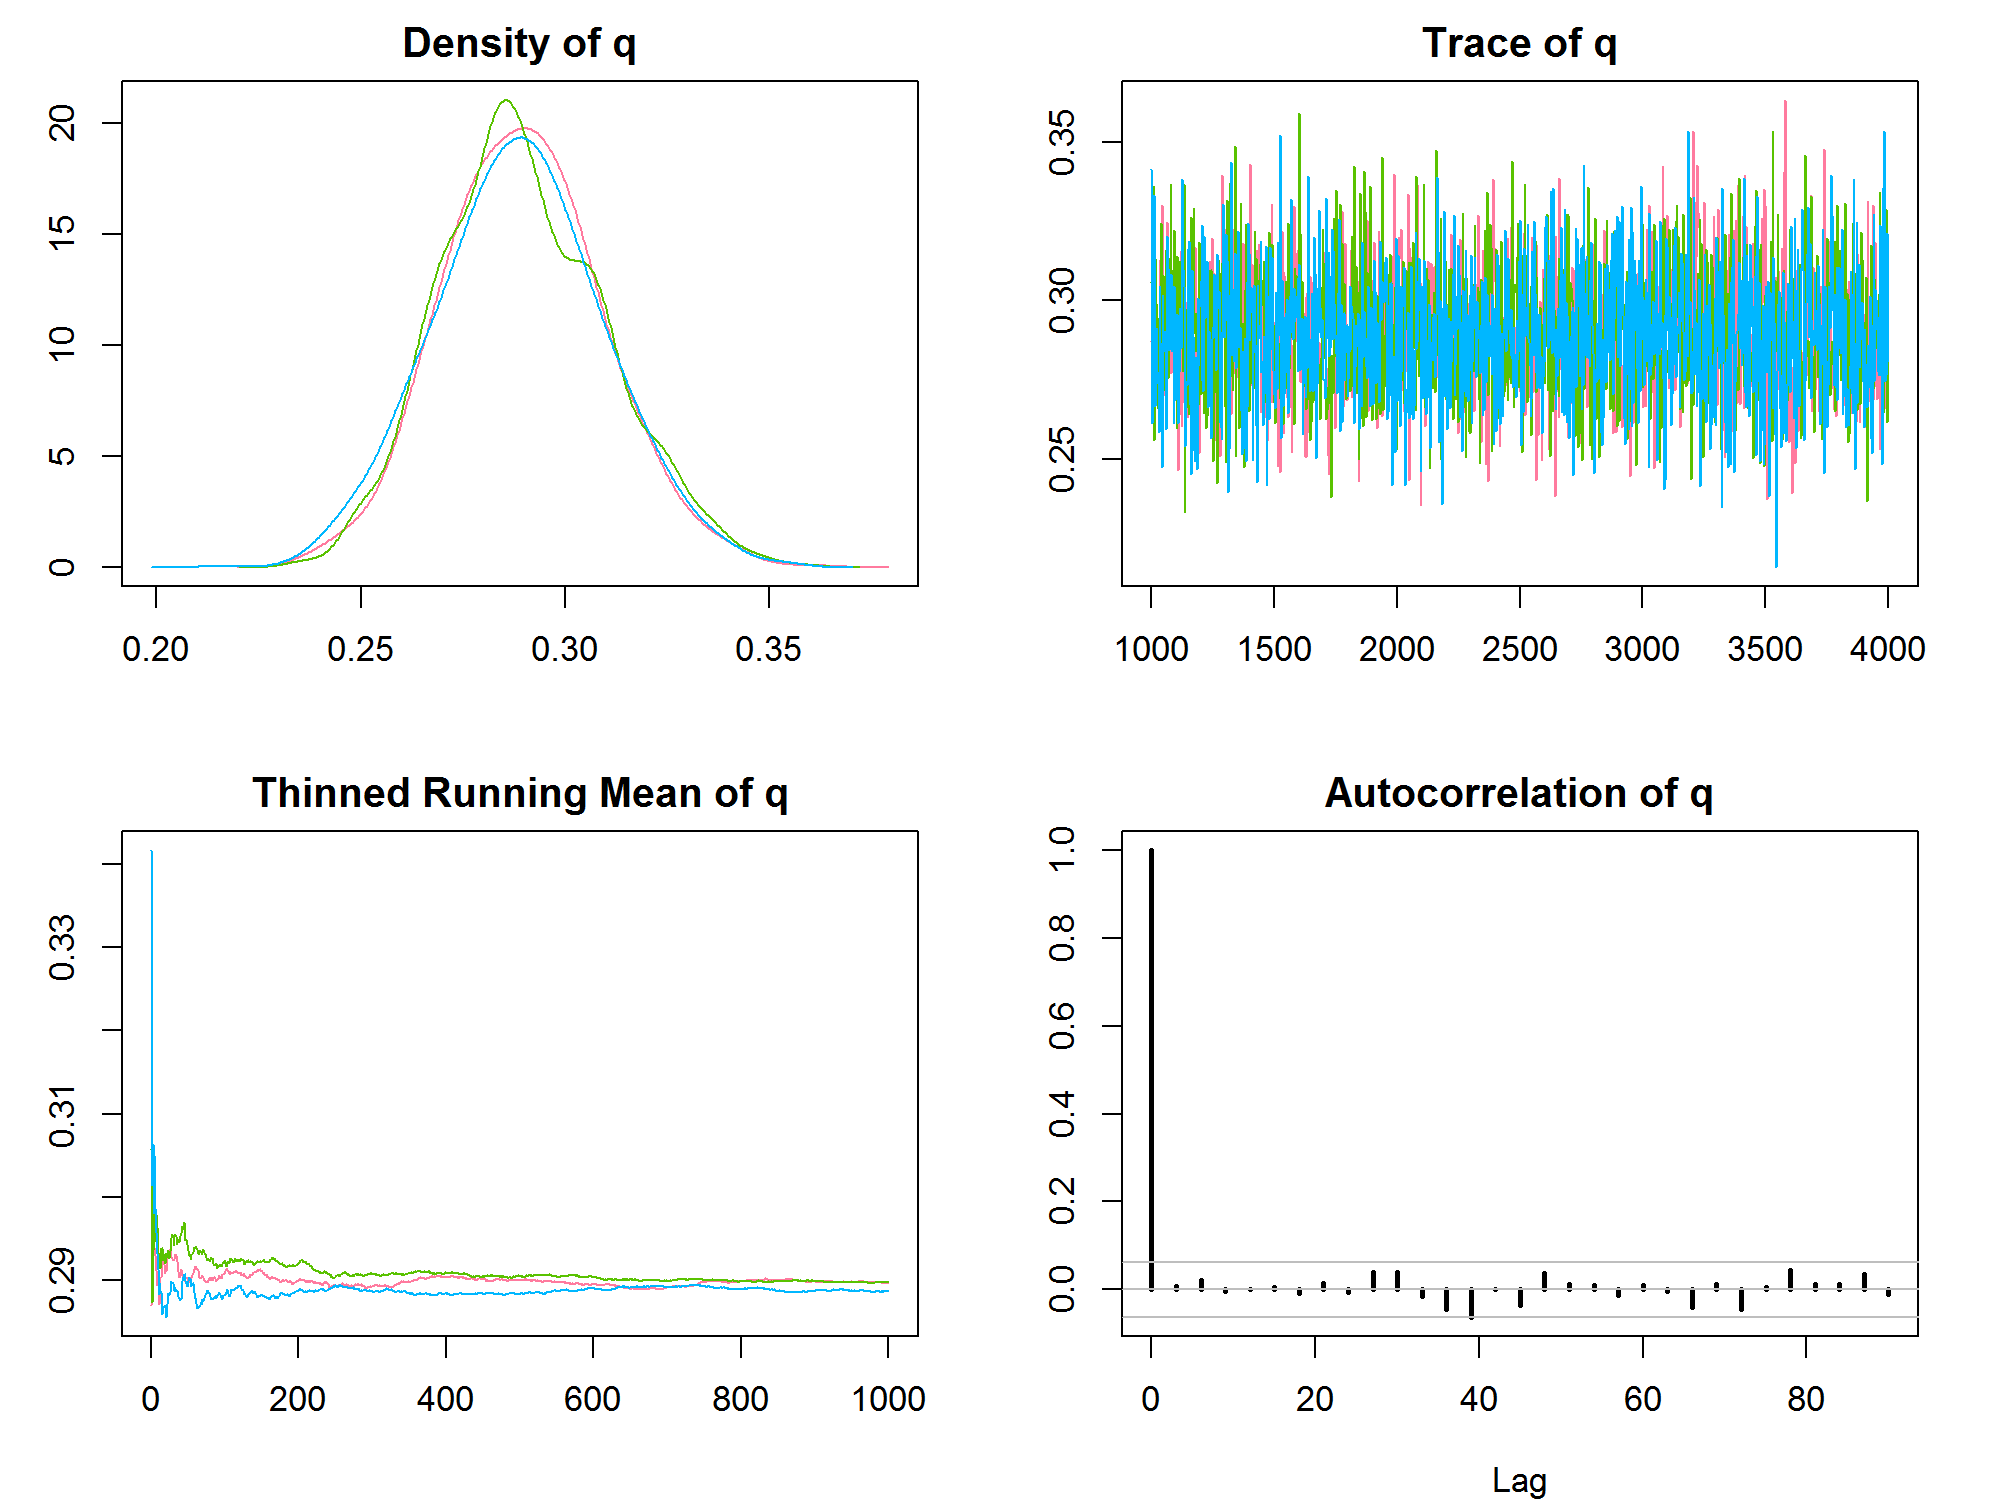 Density of q
20
15
10
5
0
0.20 0.25 0.30 0.35
Trace of q
0.35
0.30
0.25
1000 1500 2000 2500 3000 3500 4000
Thinned Running Mean of q
0.33
0.31
0.29
0 200 400 600 800 1000
Autocorrelation of q
1.0
0.8
0.6
0.4
0.2
0.0
0 20 40 60 80
Lag